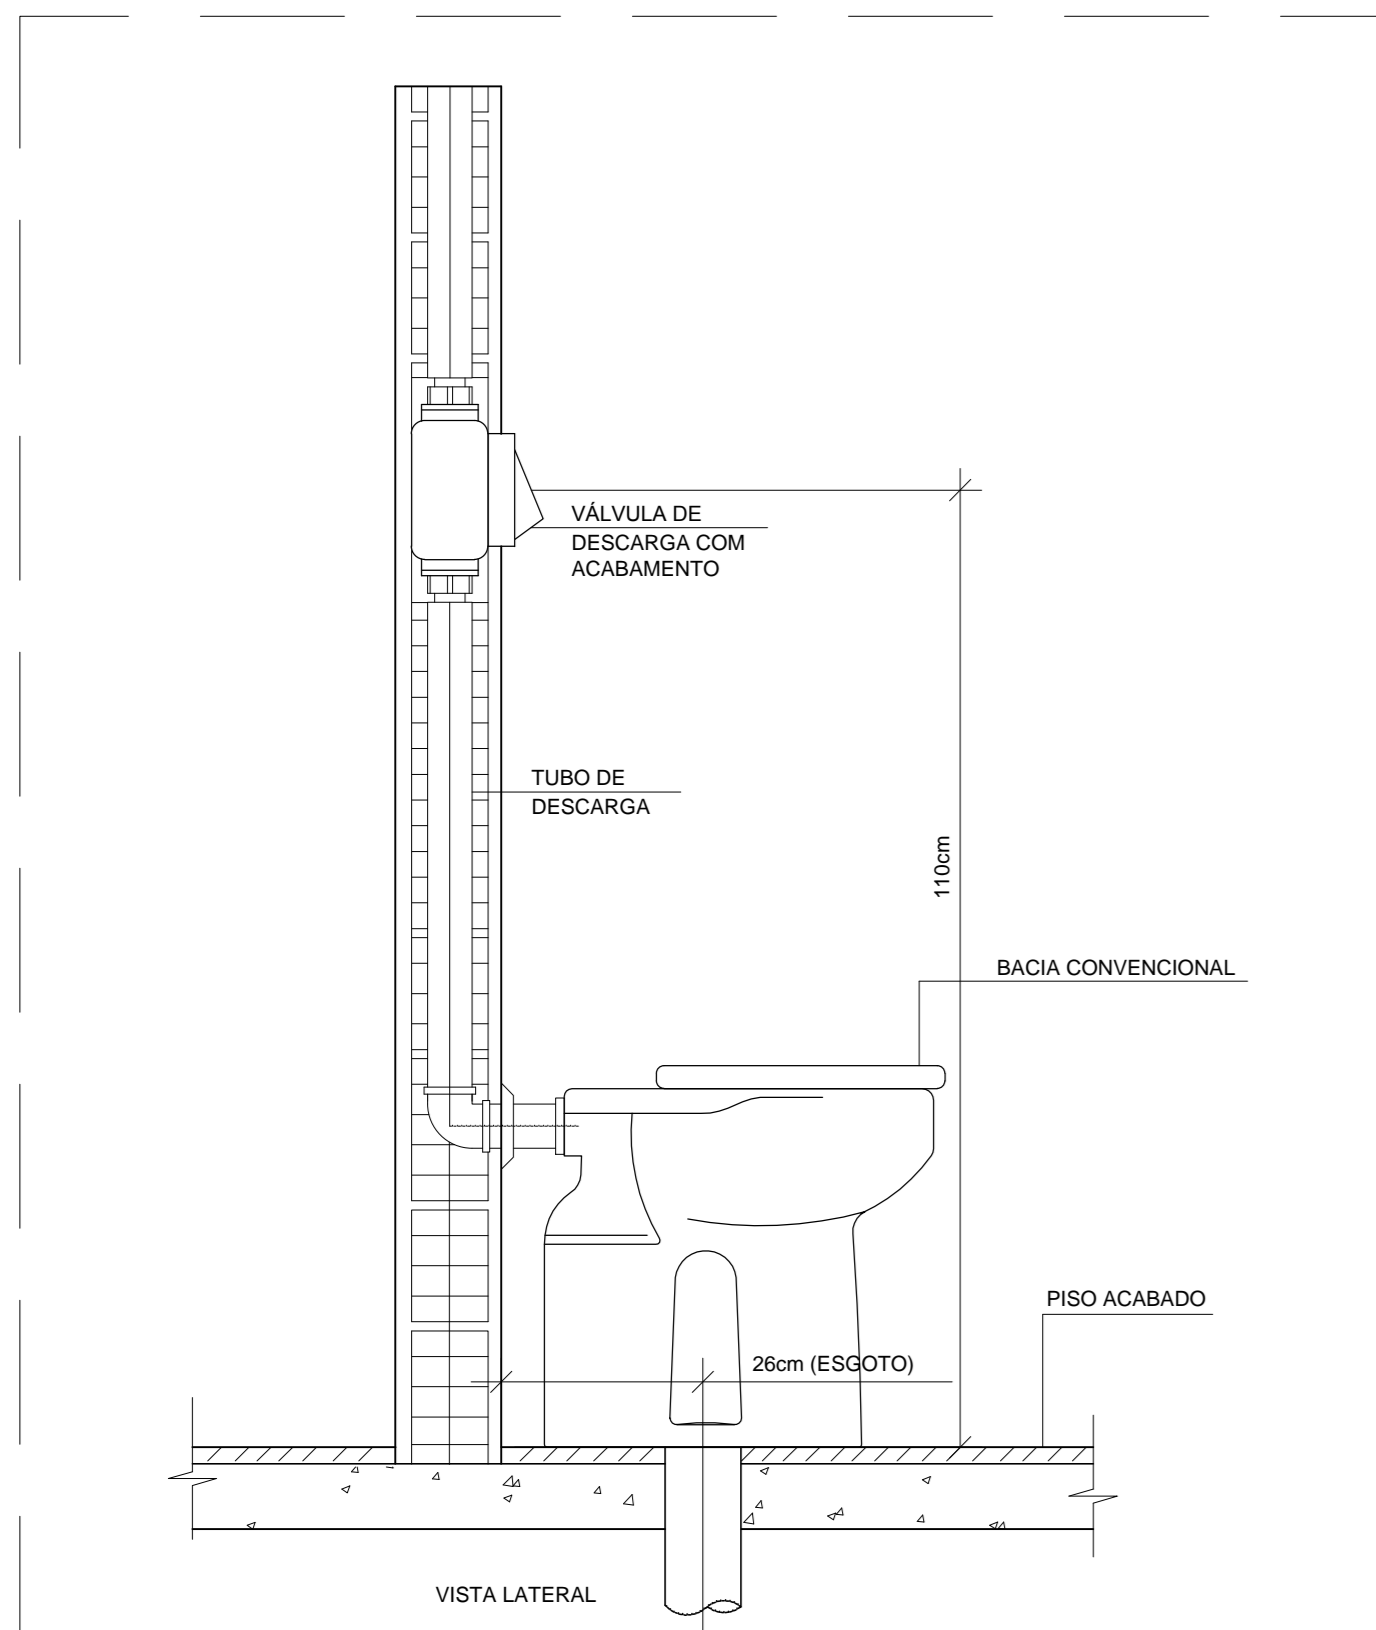 VÁLVULA DE
DESCARGA COM
ACABAMENTO
TUBO DE
DESCARGA
110cm
BACIA CONVENCIONAL
PISO ACABADO
26cm (ESGOTO)
VISTA LATERAL